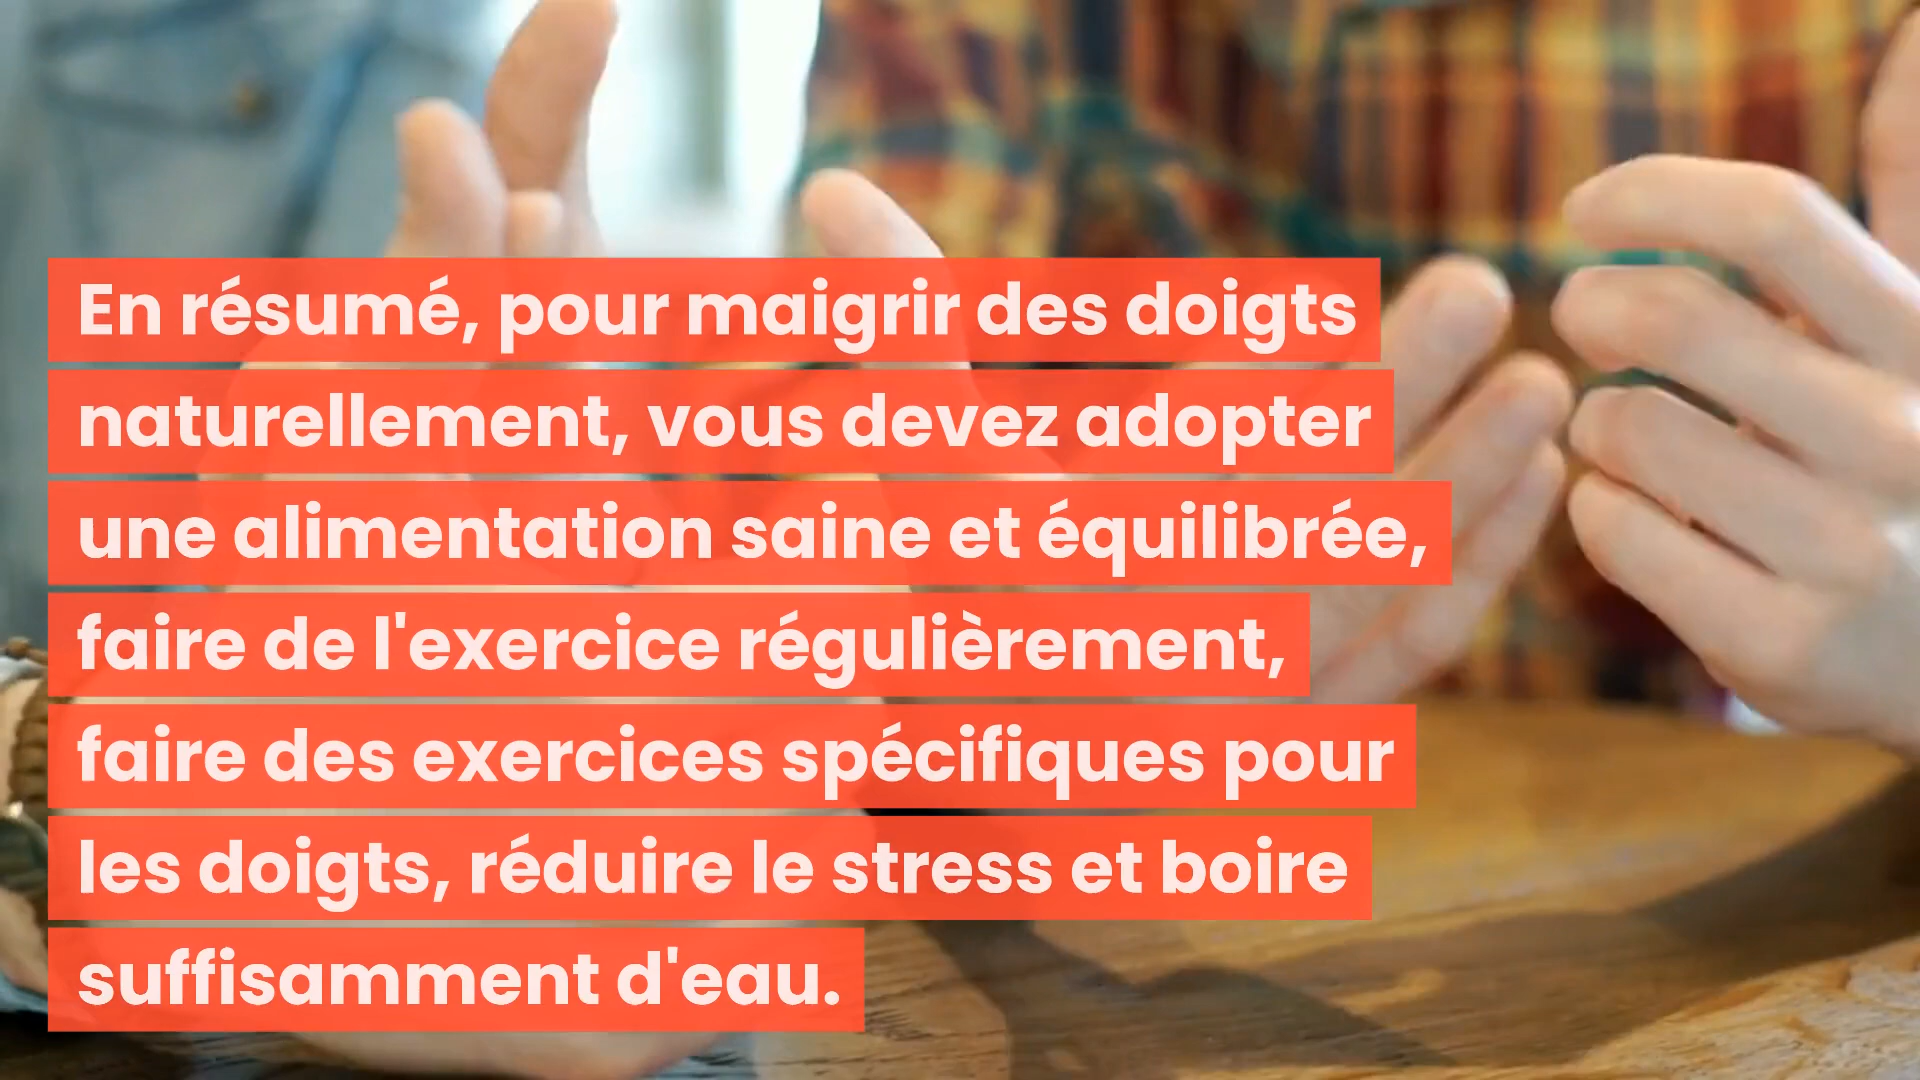 En résumé, pour maigrir des doigts
naturellement, vous devez adopter
une alimentation saine et équilibrée,
faire de l'exercice régulièrement,
faire des exercices spécifiques pour
les doigts, réduire le stress et boire
suffisamment d'eau.